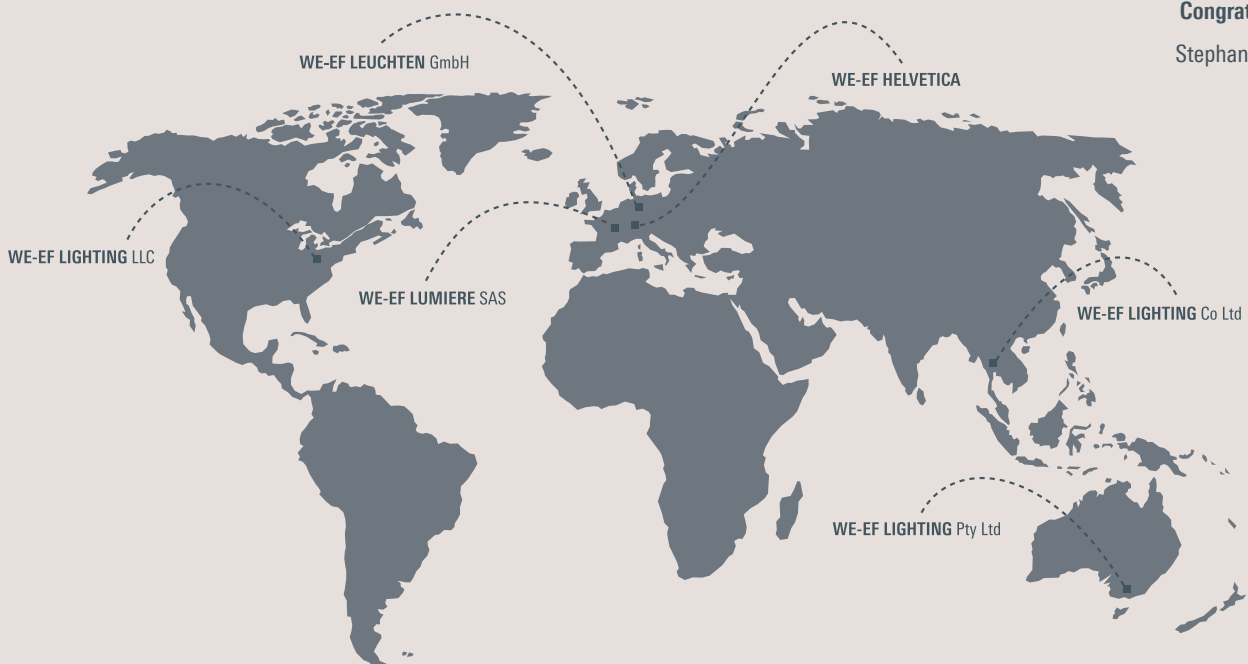 Congrat
Stephan
WE-EF LEUCHTEN GmbH
WE-EF HELVETICA
WE-EF LIGHTING LLC
WE-EF LUMIERE SAS
WE-EF LIGHTING Co Ltd
WE-EF LIGHTING Pty Ltd